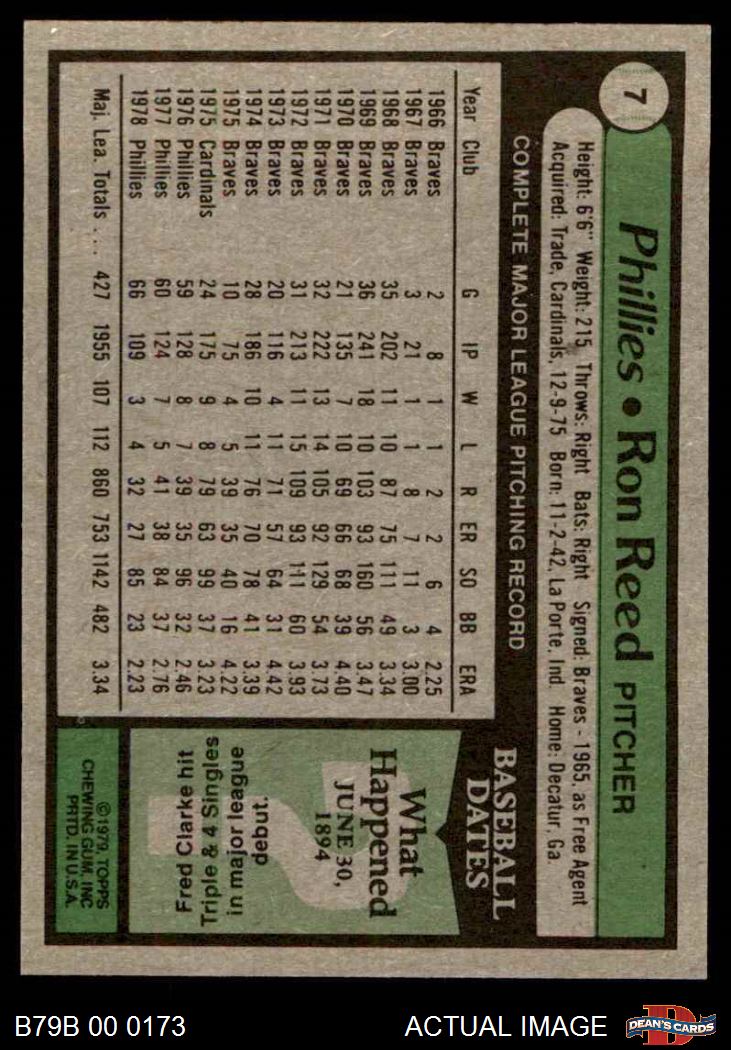 7
Phillies • Ron Reed PITCHER
Height: 6'6" Weight: 215 Throws: Right Bats: Right Signed: Braves - 1965, as Free Agent
Acquired: Trade, Cardinals, 12-9-75 Born: 11-2-42, La Porte, Ind. Home: Decatur, Ga.
COMPLETE MAJOR LEAGUE PITCHING RECORD
Year Club G IP W L R ER SO BB ERA
1966 Braves 2 8 1 1 2 2 6 4 2.25
1967 Braves 3 21 1 1 8 7 11 3 3.00
1968 Braves 35 202 11 10 87 75 111 49 3.34
1969 Braves 36 241 18 10 103 93 160 56 3.47
1970 Braves 21 135 7 10 69 66 68 39 4.40
1971 Braves 32 222 13 14 105 92 129 54 3.73
1972 Braves 31 213 11 15 109 93 111 60 3.93
1973 Braves 20 116 4 11 71 57 64 31 4.42
1974 Braves 28 186 10 11 76 70 78 41 3.39
1975 Braves 10 75 4 5 39 35 40 16 4.22
1975 Cardinals 24 175 9 8 79 63 99 37 3.23
1976 Phillies 59 128 8 7 39 35 96 32 2.46
1977 Phillies 60 124 7 5 41 38 84 37 2.76
1978 Phillies 66 109 3 4 32 27 85 23 2.23
Maj. Lea. Totals .... 427 1955 107 112 860 753 1142 482 3.34
BASEBALL
DATES
What
Happened
JUNE 30,
1894
?
Fred Clarke hit
Triple & 4 Singles
in major league
debut.
©1979, TOPPS
CHEWING GUM, INC
PRTD. IN U.S.A.
B79B 00 0173
ACTUAL IMAGE
D
DEAN'S CARDS